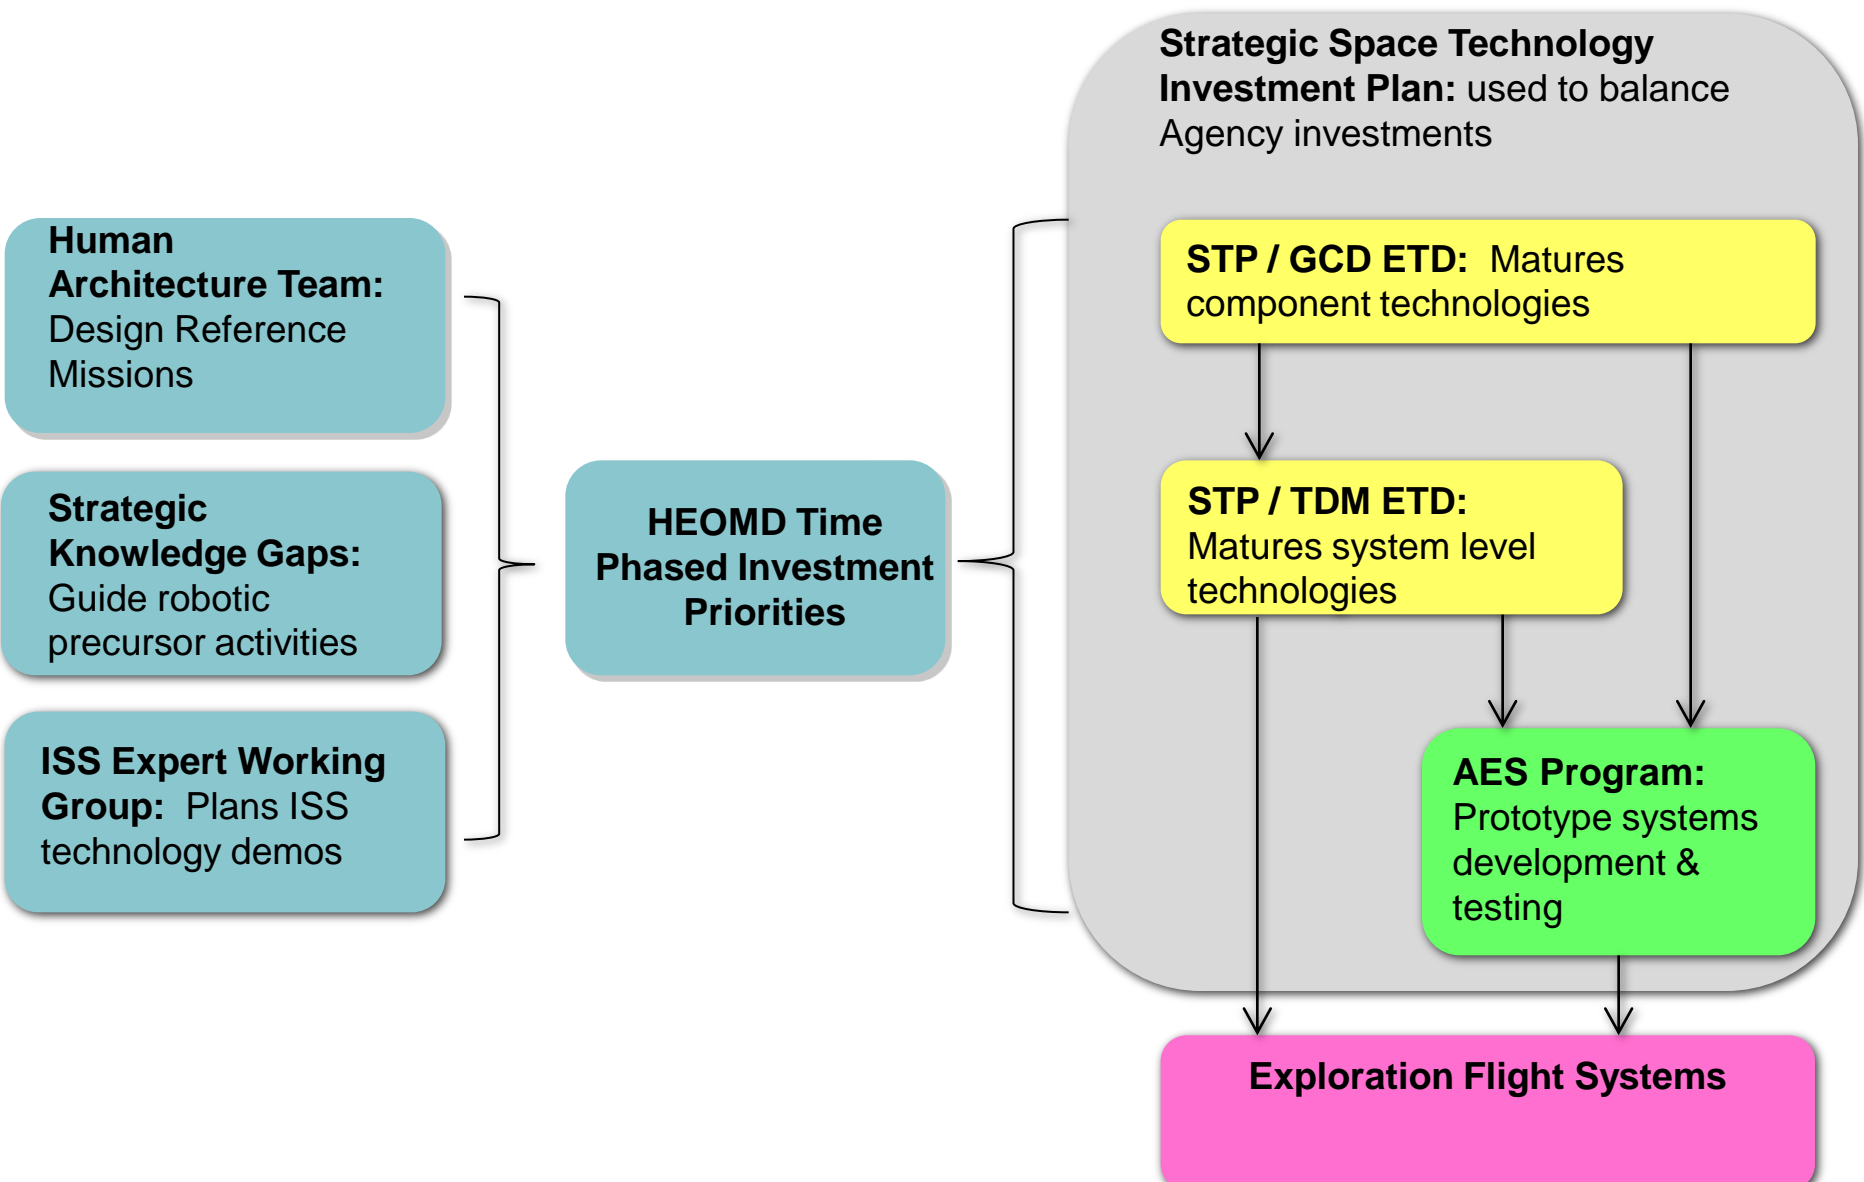 Strategic Space Technology
Investment Plan: used to balance
Agency investments
Human
Architecture Team:
Design Reference
Missions
Strategic
Knowledge Gaps:
Guide robotic
precursor activities
ISS Expert Working
Group: Plans ISS
technology demos
HEOMD Time
Phased Investment
Priorities
STP / GCD ETD: Matures
component technologies
STP / TDM ETD:
Matures system level
technologies
AES Program:
Prototype systems
development &
testing
Exploration Flight Systems